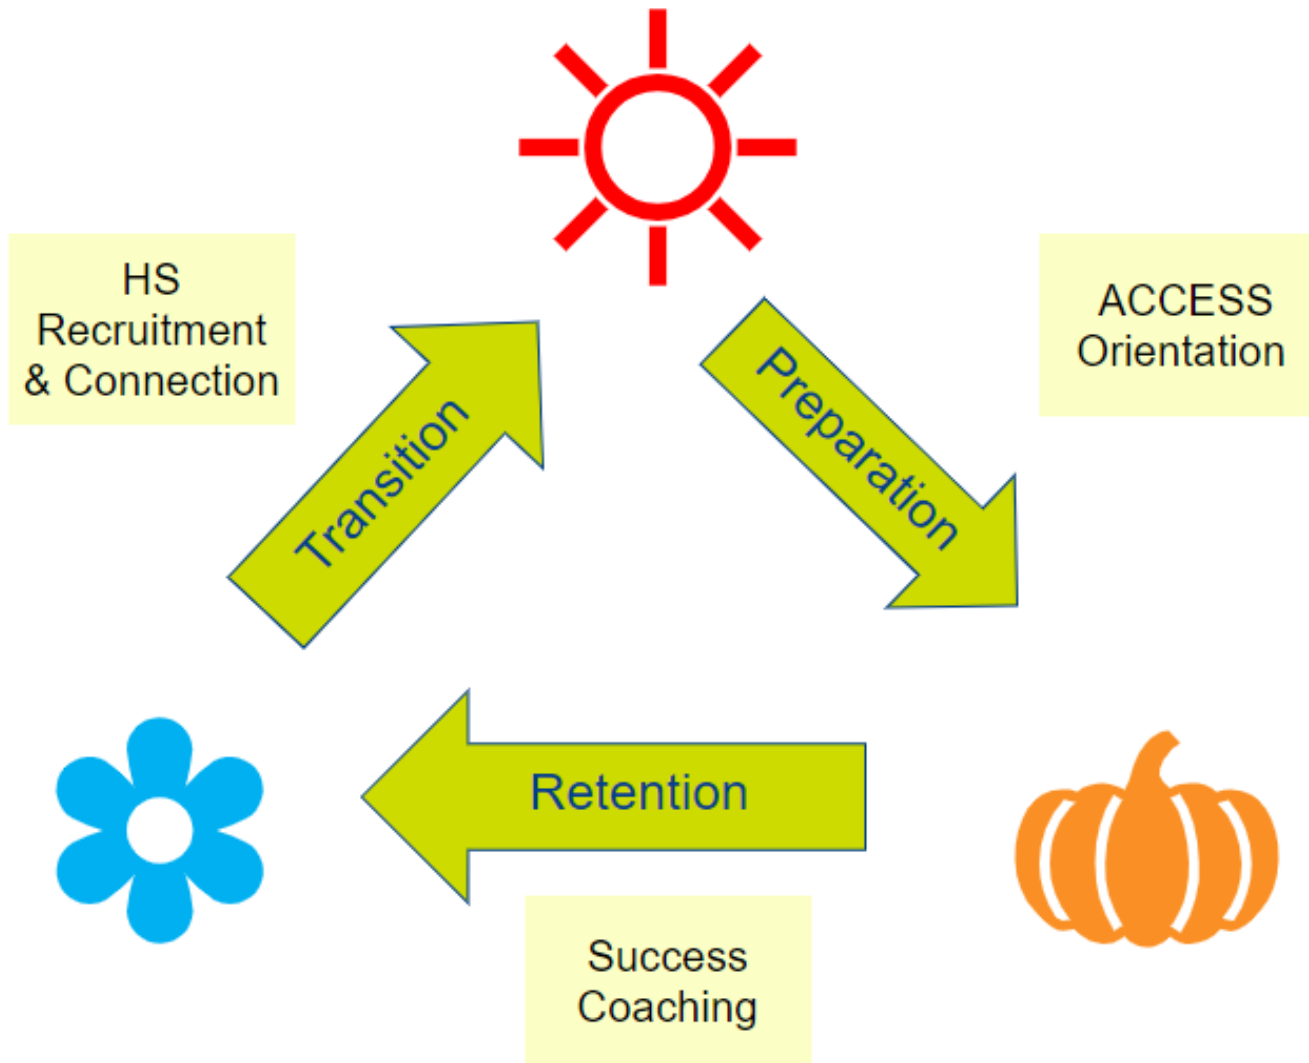 HS
Recruitment
& Connection
ACCESS
Orientation
Transition
Preparation
Retention
Success
Coaching